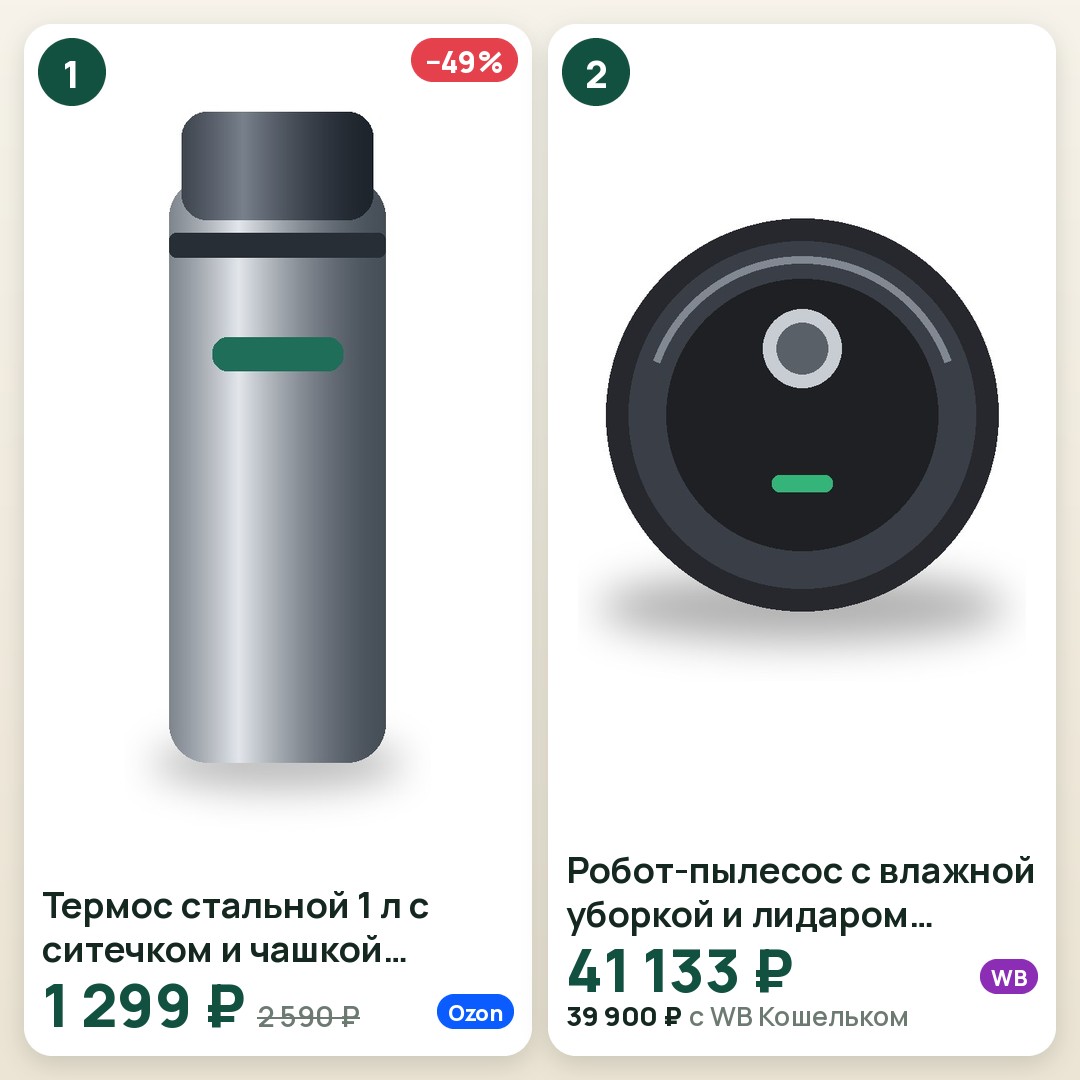 1
−49%
Термос стальной 1 л с
ситечком и чашкой…
1 299 ₽ 2 590 ₽
Ozon
2
Робот-пылесос с влажной
уборкой и лидаром…
41 133 ₽
WB
39 900 ₽ с WB Кошельком